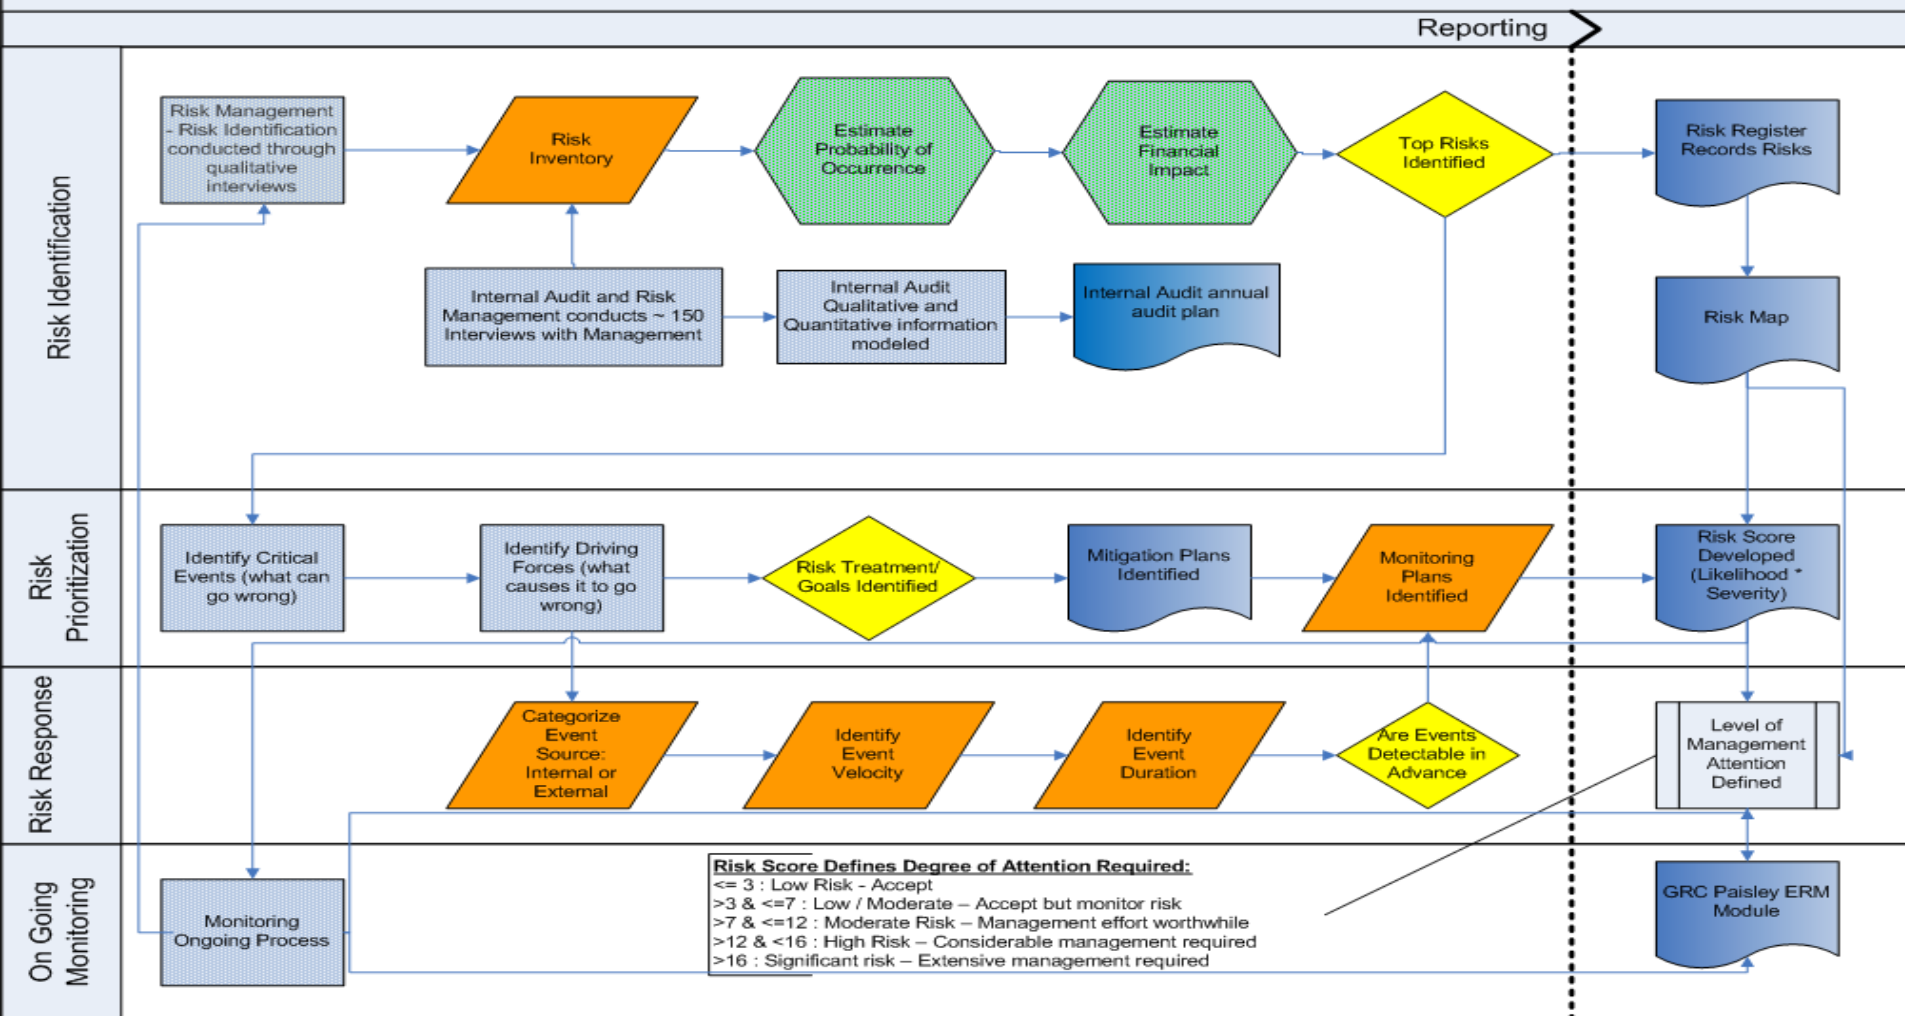 Reporting
Risk Identification
Risk Management
- Risk Identification
conducted through
qualitative
interviews
Risk
Inventory
Estimate
Probability of
Occurrence
Estimate
Financial
Impact
Top Risks
Identified
Risk Register
Records Risks
Internal Audit and Risk
Management conducts ~ 150
Interviews with Management
Internal Audit
Qualitative and
Quantitative information
modeled
Internal Audit annual
audit plan
Risk Map
Risk
Prioritization
Identify Critical
Events (what can
go wrong)
Identify Driving
Forces (what
causes it to go
wrong)
Risk Treatment/
Goals Identified
Mitigation Plans
Identified
Monitoring
Plans
Identified
Risk Score
Developed
(Likelihood *
Severity)
Risk Response
Categorize
Event
Source:
Internal or
External
Identify
Event
Velocity
Identify
Event
Duration
Are Events
Detectable in
Advance
Level of
Management
Attention
Defined
On Going
Monitoring
Monitoring
Ongoing Process
Risk Score Defines Degree of Attention Required:
<= 3 : Low Risk - Accept
>3 & <=7 : Low / Moderate – Accept but monitor risk
>7 & <=12 : Moderate Risk – Management effort worthwhile
>12 & <16 : High Risk – Considerable management required
>16 : Significant risk – Extensive management required
GRC Paisley ERM
Module